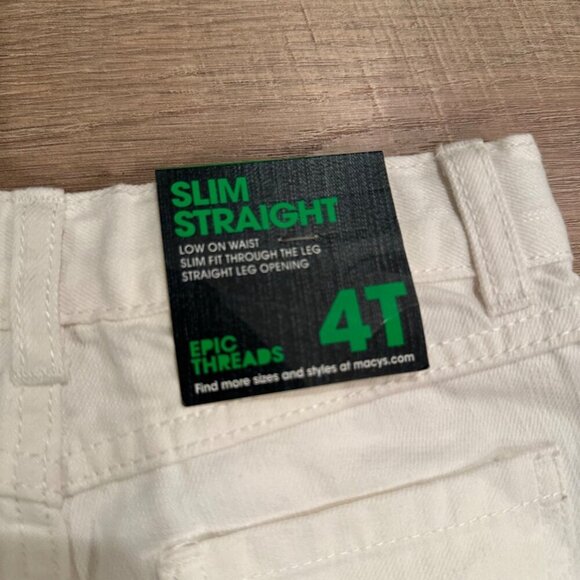 SLIM
STRAIGHT
LOW ON WAIST
SLIM FIT THROUGH THE LEG
STRAIGHT LEG OPENING
4T
EPIC
THREADS
Find more sizes and styles at macys.com